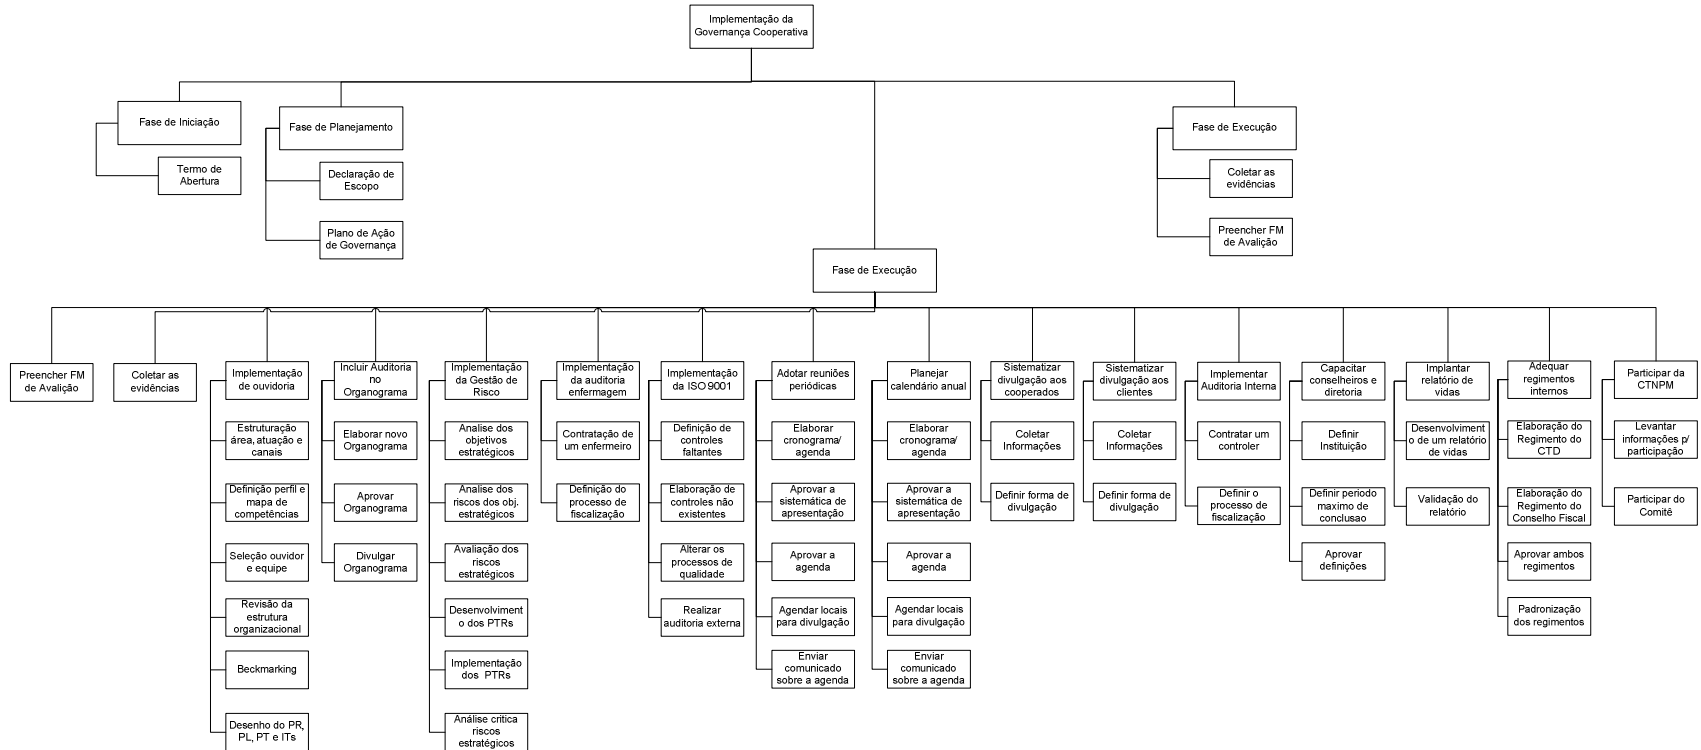 Implementação da
Governança Cooperativa
Fase de Iniciação
Termo de
Abertura
Fase de Planejamento
Declaração de
Escopo
Plano de Ação
de Governança
Fase de Execução
Coletar as
evidências
Preencher FM
de Avalição
Fase de Execução
Preencher FM
de Avalição
Coletar as
evidências
Implementação
de ouvidoria
Estruturação
área, atuação e
canais
Definição perfil e
mapa de
competências
Seleção ouvidor
e equipe
Revisão da
estrutura
organizacional
Beckmarking
Desenho do PR,
PL, PT e ITs
Incluir Auditoria
no
Organograma
Elaborar novo
Organograma
Aprovar
Organograma
Divulgar
Organograma
Implementação
da Gestão de
Risco
Analise dos
objetivos
estratégicos
Analise dos
riscos dos obj.
estratégicos
Avaliação dos
riscos
estratégicos
Desenvolviment
o dos PTRs
Implementação
dos PTRs
Análise critica
riscos
estratégicos
Implementação
da auditoria
enfermagem
Contratação de
um enfermeiro
Definição do
processo de
fiscalização
Implementação
da ISO 9001
Definição de
controles
faltantes
Elaboração de
controles não
existentes
Alterar os
processos de
qualidade
Realizar
auditoria externa
Adotar reuniões
periódicas
Elaborar
cronograma/
agenda
Aprovar a
sistemática de
apresentação
Aprovar a
agenda
Agendar locais
para divulgação
Enviar
comunicado
sobre a agenda
Planejar
calendário anual
Elaborar
cronograma/
agenda
Aprovar a
sistemática de
apresentação
Aprovar a
agenda
Agendar locais
para divulgação
Enviar
comunicado
sobre a agenda
Sistematizar
divulgação aos
cooperados
Coletar
Informações
Definir forma de
divulgação
Sistematizar
divulgação aos
clientes
Coletar
Informações
Definir forma de
divulgação
Implementar
Auditoria Interna
Contratar um
controler
Definir o
processo de
fiscalização
Capacitar
conselheiros e
diretoria
Definir
Instituição
Definir periodo
maximo de
conclusao
Aprovar
definições
Implantar
relatório de
vidas
Desenvolviment
o de um relatório
de vidas
Validação do
relatório
Adequar
regimentos
internos
Elaboração do
Regimento do
CTD
Elaboração do
Regimento do
Conselho Fiscal
Aprovar ambos
regimentos
Padronização
dos regimentos
Participar da
CTNPM
Levantar
informações p/
participação
Participar do
Comitê